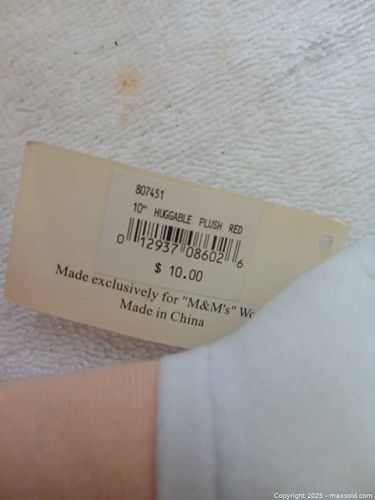 807451
10" HUGGABLE PLUSH RED
0 12937 08602 6
$ 10.00
Made exclusively for "M&M's" Wo
Made in China
Copyright © 2025 - maxsold.com